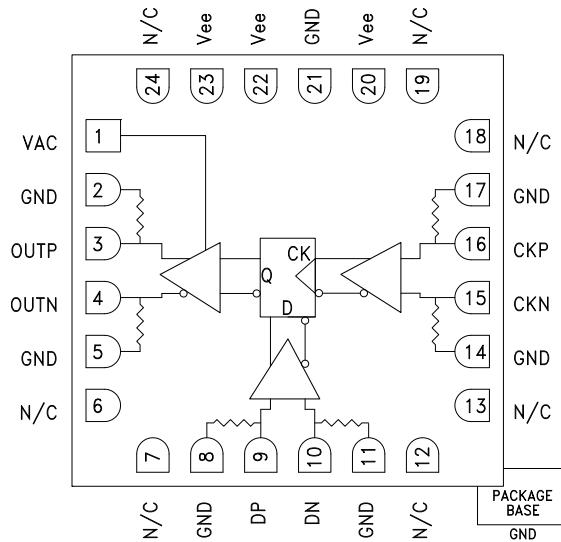 N/C Vee Vee GND Vee N/C
24 23 22 21 20 19
VAC 1 18 N/C
GND 2 17 GND
OUTP 3 16 CKP
OUTN 4 15 CKN
GND 5 14 GND
N/C 6 13 N/C
CK
Q
D
7 8 9 10 11 12
N/C GND DP DN GND N/C
PACKAGE
BASE
GND